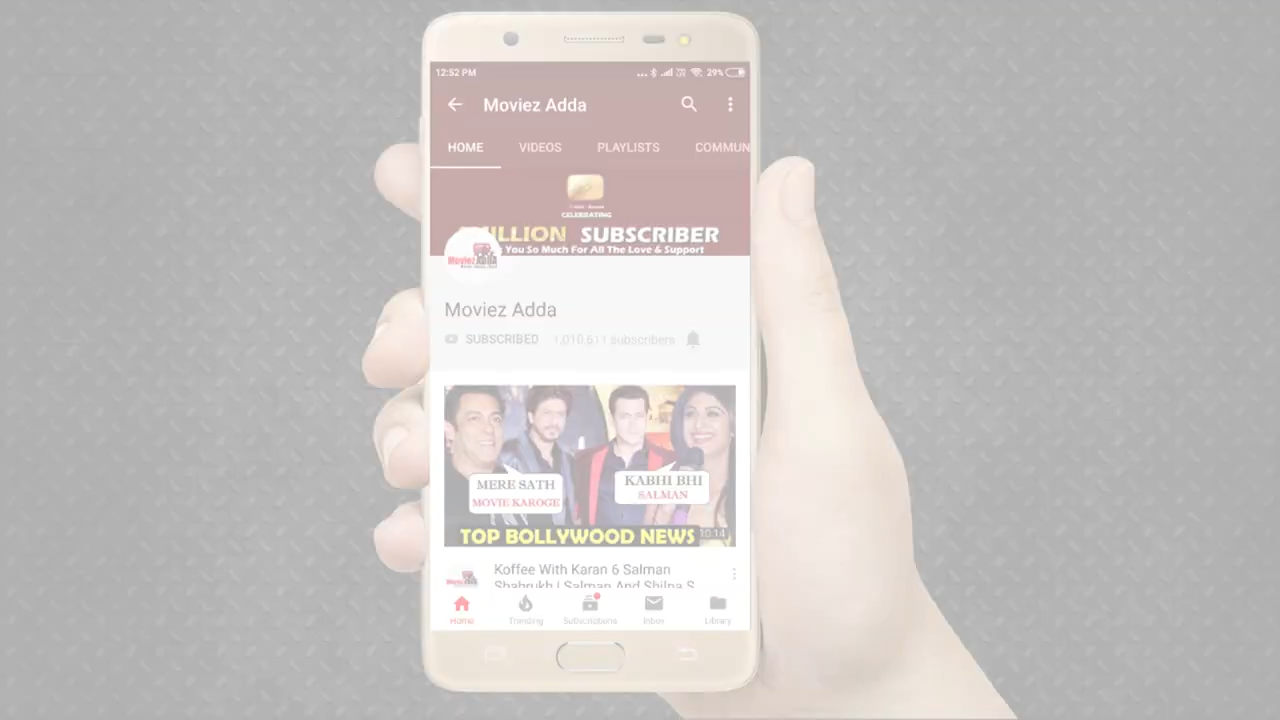 12:52 PM
29%
Moviez Adda
HOME VIDEOS PLAYLISTS COMMUN
CELEBRATING
MILLION SUBSCRIBER
You So Much For All The Love & Support
Moviez Adda
Moviez Adda
SUBSCRIBED 1,010,611 subscribers
MERE SATH
MOVIE KAROGE
KABHI BHI
SALMAN
TOP BOLLYWOOD NEWS
10:14
Koffee With Karan 6 Salman
Shahrukh | Salman And Shilpa S
Home Trending Subscriptions Inbox Library